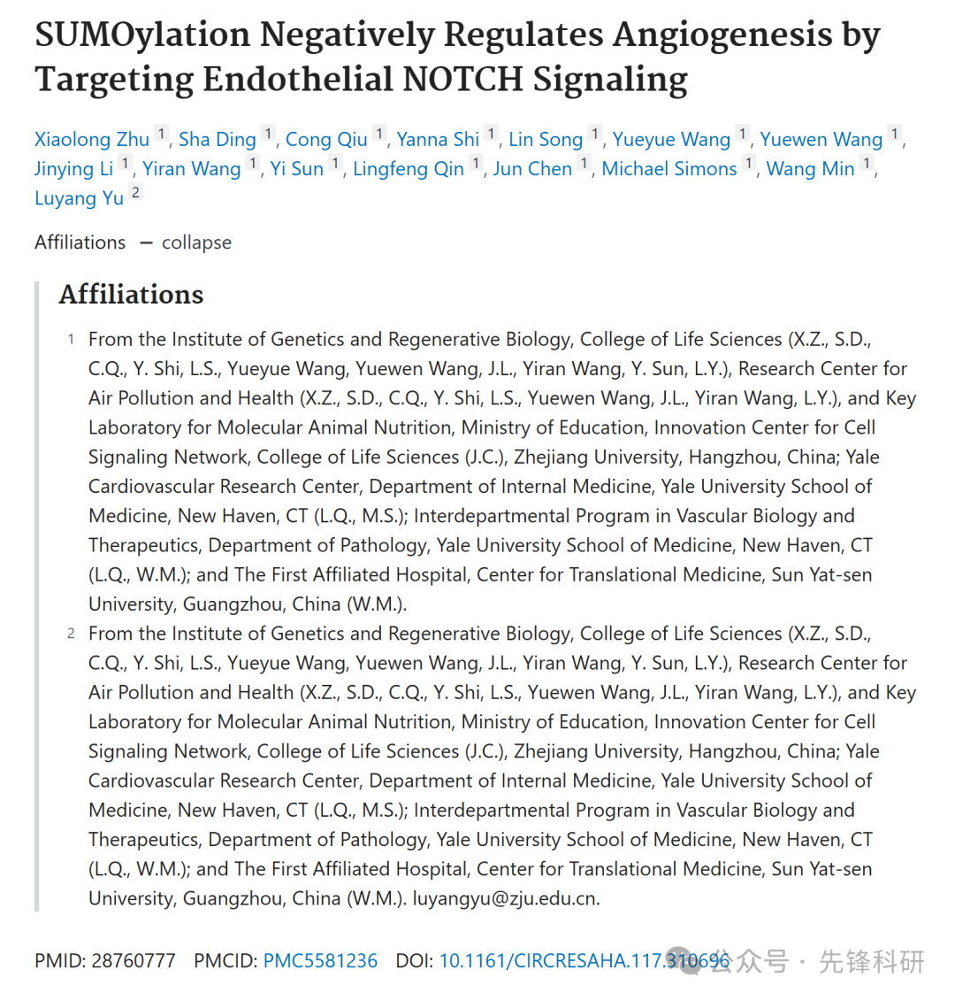 SUMOylation Negatively Regulates Angiogenesis by
Targeting Endothelial NOTCH Signaling
Xiaolong Zhu 1, Sha Ding 1, Cong Qiu 1, Yanna Shi 1, Lin Song 1, Yueyue Wang 1, Yuewen Wang 1,
Jinying Li 1, Yiran Wang 1, Yi Sun 1, Lingfeng Qin 1, Jun Chen 1, Michael Simons 1, Wang Min 1,
Luyang Yu 2
Affiliations — collapse
Affiliations
1 From the Institute of Genetics and Regenerative Biology, College of Life Sciences (X.Z., S.D.,
C.Q., Y. Shi, L.S., Yueyue Wang, Yuewen Wang, J.L., Yiran Wang, Y. Sun, L.Y.), Research Center for
Air Pollution and Health (X.Z., S.D., C.Q., Y. Shi, L.S., Yuewen Wang, J.L., Yiran Wang, L.Y.), and Key
Laboratory for Molecular Animal Nutrition, Ministry of Education, Innovation Center for Cell
Signaling Network, College of Life Sciences (J.C.), Zhejiang University, Hangzhou, China; Yale
Cardiovascular Research Center, Department of Internal Medicine, Yale University School of
Medicine, New Haven, CT (L.Q., M.S.); Interdepartmental Program in Vascular Biology and
Therapeutics, Department of Pathology, Yale University School of Medicine, New Haven, CT
(L.Q., W.M.); and The First Affiliated Hospital, Center for Translational Medicine, Sun Yat-sen
University, Guangzhou, China (W.M.).
2 From the Institute of Genetics and Regenerative Biology, College of Life Sciences (X.Z., S.D.,
C.Q., Y. Shi, L.S., Yueyue Wang, Yuewen Wang, J.L., Yiran Wang, Y. Sun, L.Y.), Research Center for
Air Pollution and Health (X.Z., S.D., C.Q., Y. Shi, L.S., Yuewen Wang, J.L., Yiran Wang, L.Y.), and Key
Laboratory for Molecular Animal Nutrition, Ministry of Education, Innovation Center for Cell
Signaling Network, College of Life Sciences (J.C.), Zhejiang University, Hangzhou, China; Yale
Cardiovascular Research Center, Department of Internal Medicine, Yale University School of
Medicine, New Haven, CT (L.Q., M.S.); Interdepartmental Program in Vascular Biology and
Therapeutics, Department of Pathology, Yale University School of Medicine, New Haven, CT
(L.Q., W.M.); and The First Affiliated Hospital, Center for Translational Medicine, Sun Yat-sen
University, Guangzhou, China (W.M.). luyangyu@zju.edu.cn.
PMID: 28760777 PMCID: PMC5581236 DOI: 10.1161/CIRCRESAHA.117.310696
公众号 · 先锋科研